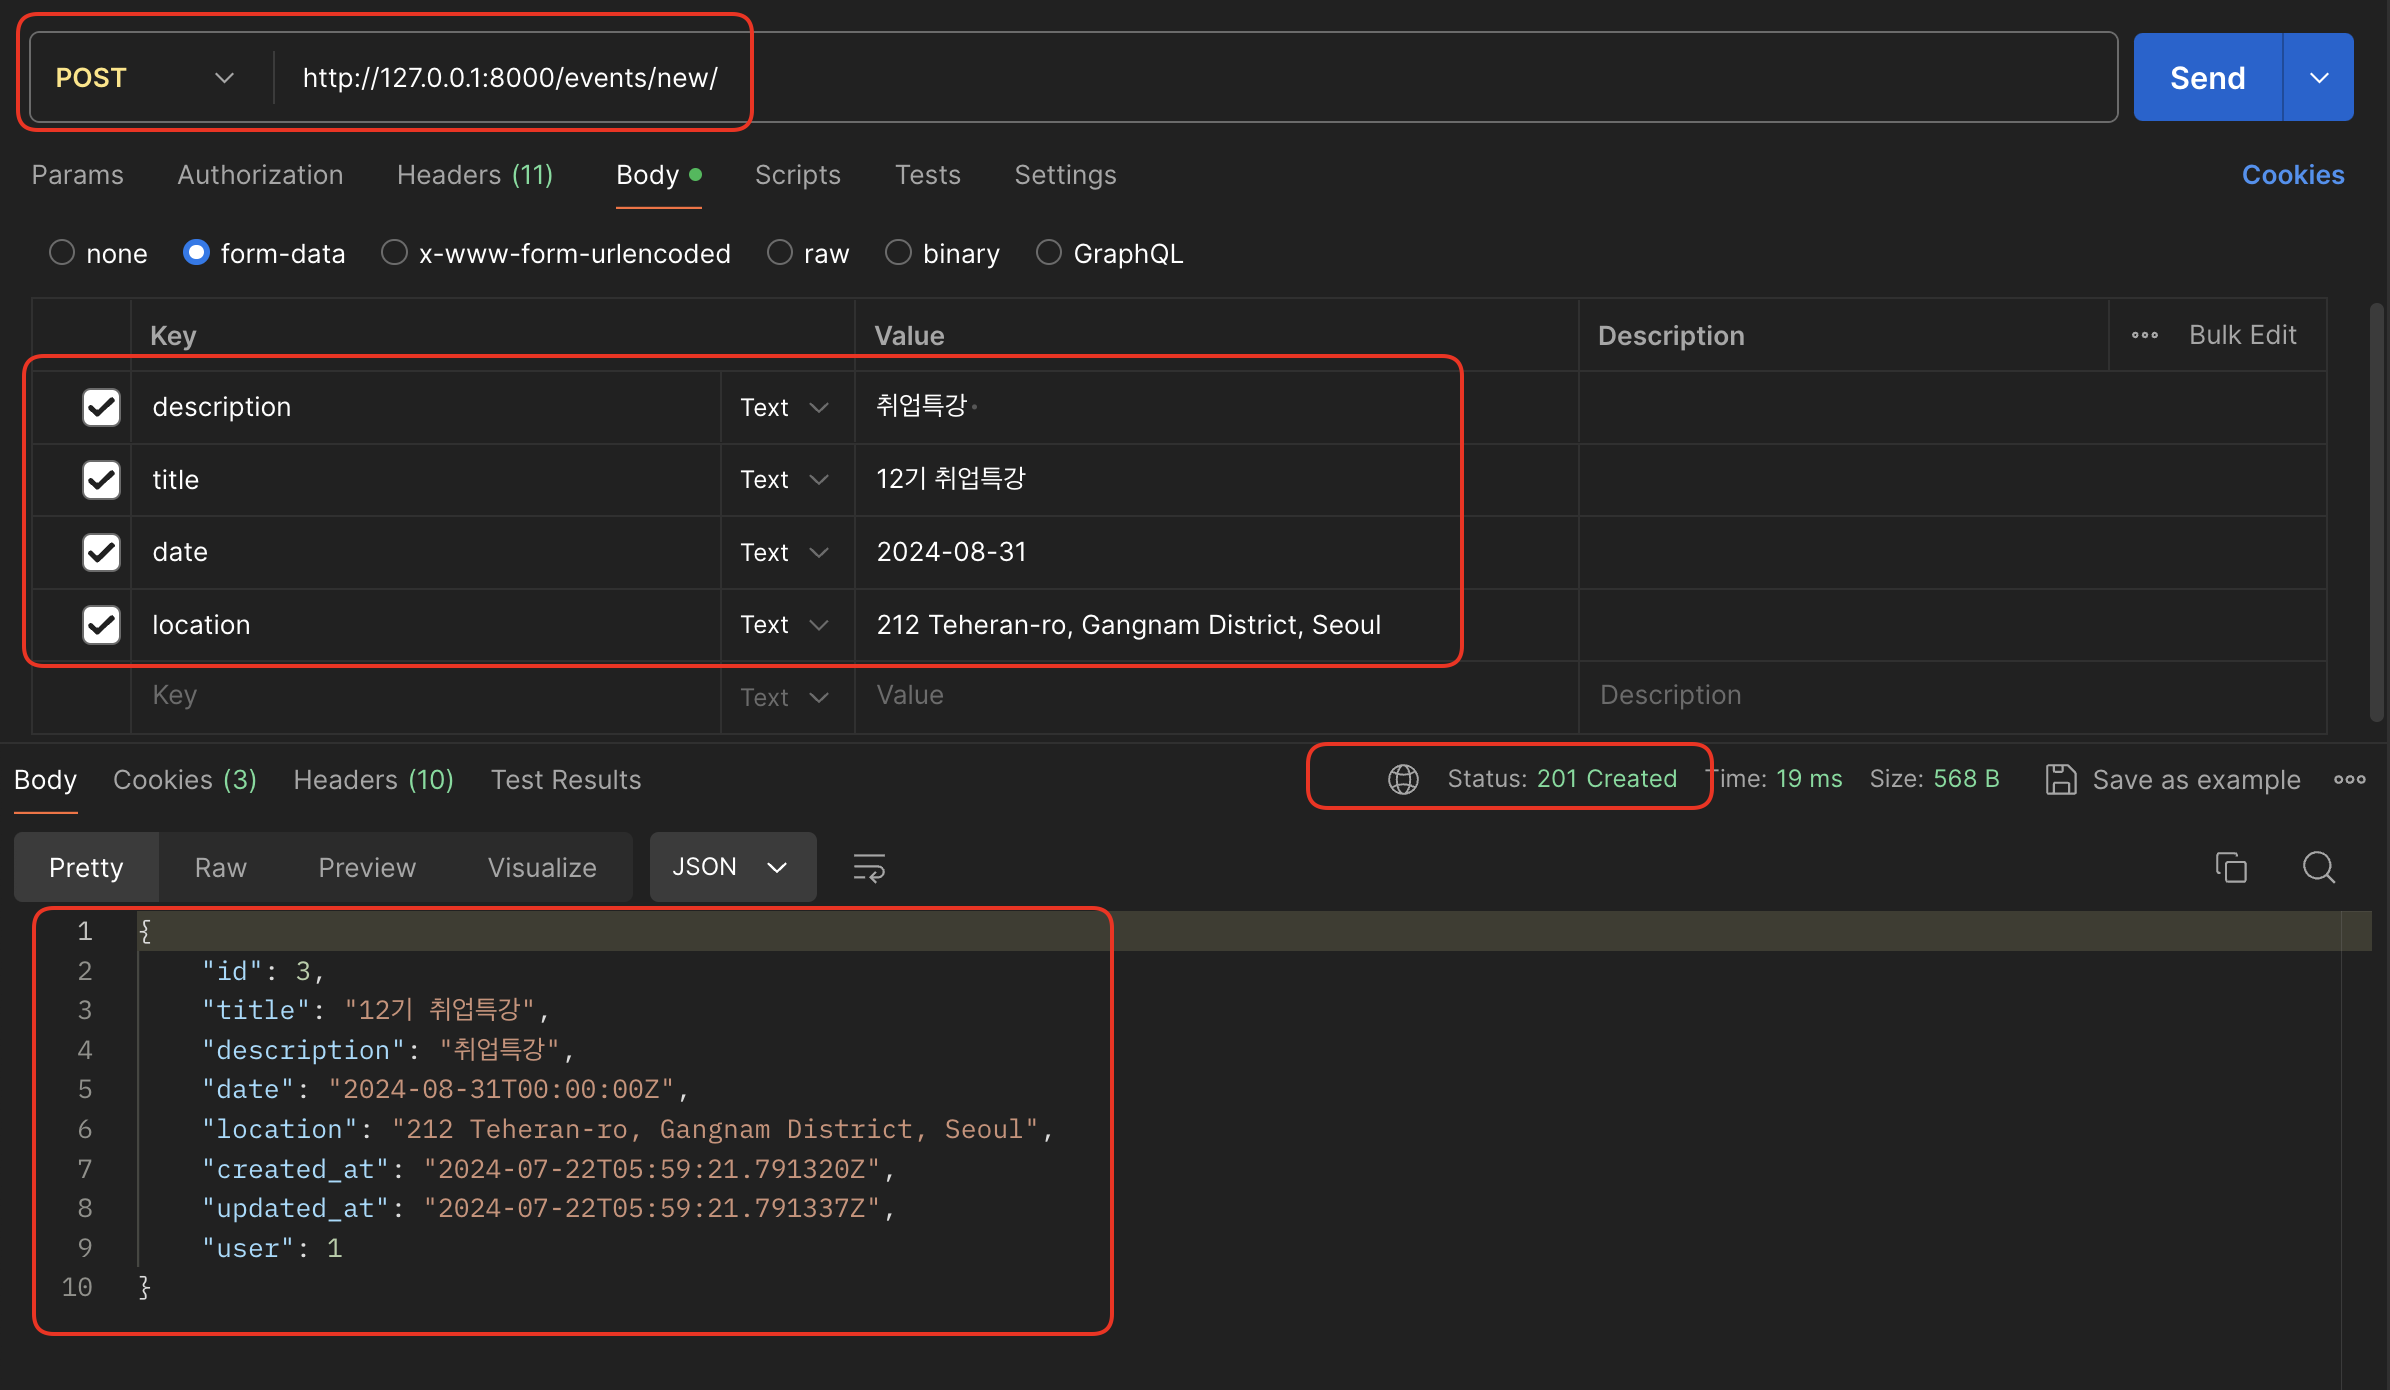 POST http://127.0.0.1:8000/events/new/ Send
Params Authorization Headers (11) Body Scripts Tests Settings Cookies
none form-data x-www-form-urlencoded raw binary GraphQL
Key Value Description Bulk Edit
description Text 취업특강
title Text 12기 취업특강
date Text 2024-08-31
location Text 212 Teheran-ro, Gangnam District, Seoul
Key Text Value Description
Body Cookies (3) Headers (10) Test Results Status: 201 Created Time: 19 ms Size: 568 B Save as example
Pretty Raw Preview Visualize JSON
1 {
2 "id": 3,
3 "title": "12기 취업특강",
4 "description": "취업특강",
5 "date": "2024-08-31T00:00:00Z",
6 "location": "212 Teheran-ro, Gangnam District, Seoul",
7 "created_at": "2024-07-22T05:59:21.791320Z",
8 "updated_at": "2024-07-22T05:59:21.791337Z",
9 "user": 1
10 }